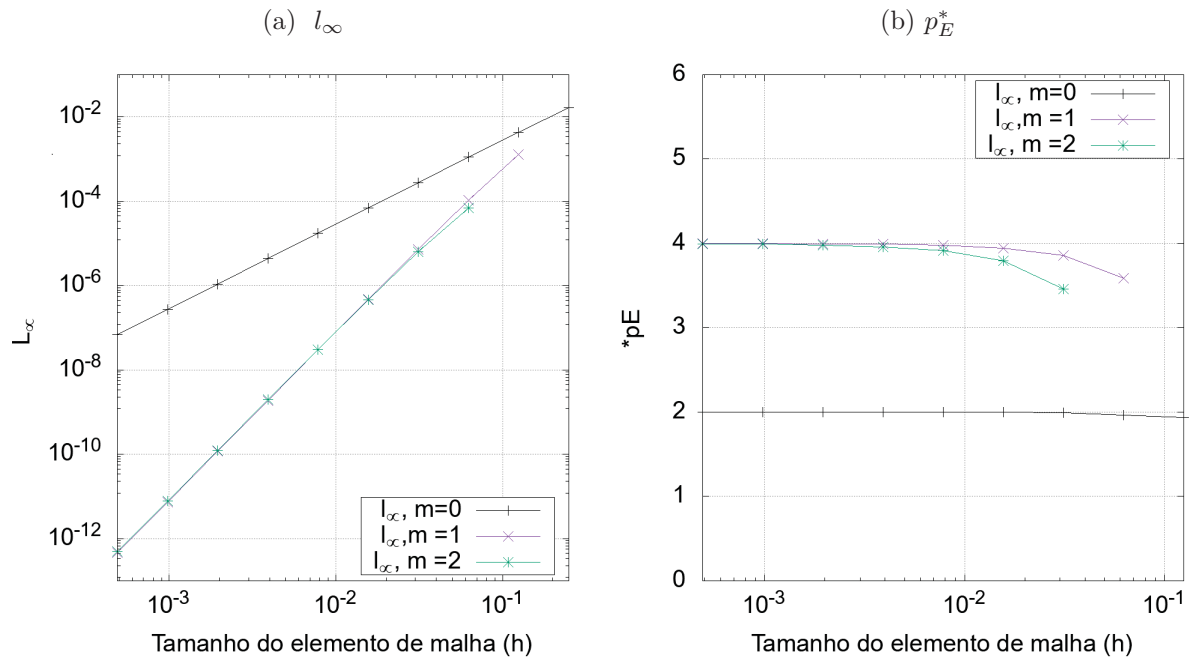 (a) l∞
(b) p*E
10-2
10-4
10-6
10-8
10-10
10-12
L∝
10-3
10-2
10-1
Tamanho do elemento de malha (h)
l∞, m=0
l∞,m =1
l∞, m =2
6
5
4
3
2
1
0
*pE
10-3
10-2
10-1
Tamanho do elemento de malha (h)
l∞, m=0
l∞,m =1
l∞, m =2